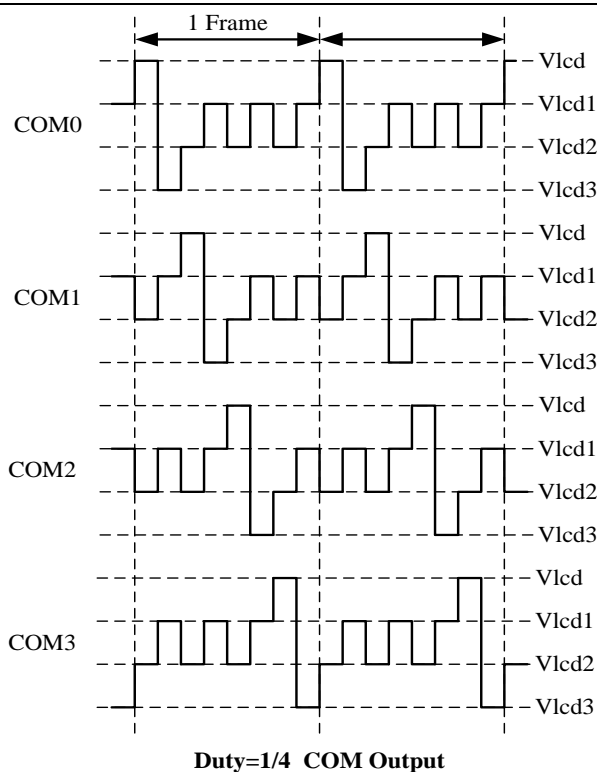 1 Frame
Vlcd
Vlcd1
COM0
Vlcd2
Vlcd3
Vlcd
Vlcd1
COM1
Vlcd2
Vlcd3
Vlcd
Vlcd1
COM2
Vlcd2
Vlcd3
Vlcd
Vlcd1
COM3
Vlcd2
Vlcd3
Duty=1/4 COM Output